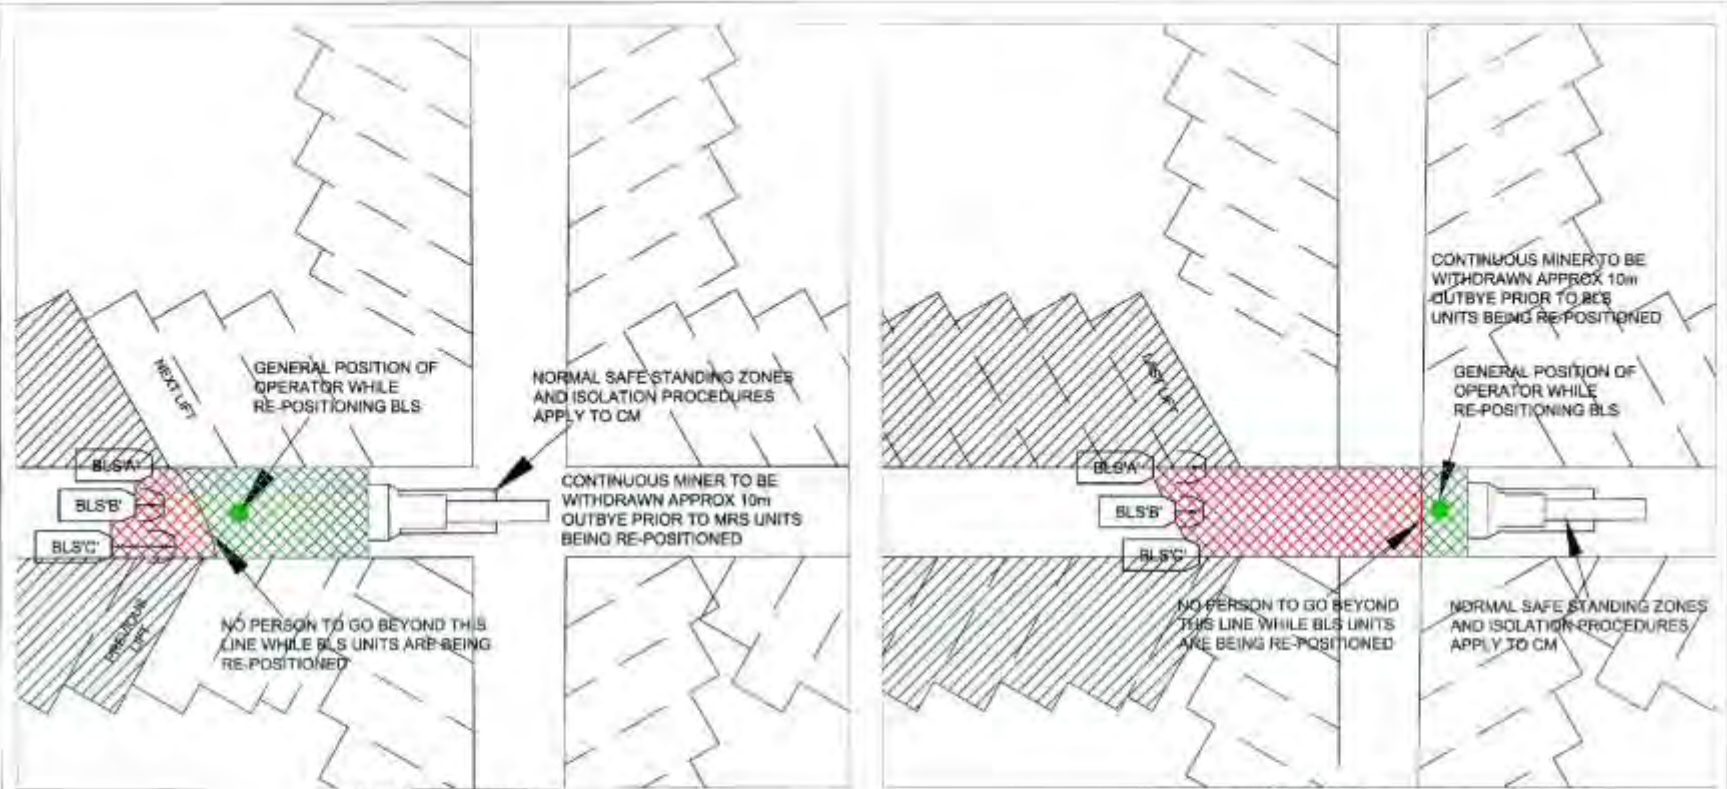 NEXT LIFT
GENERAL POSITION OF
OPERATOR WHILE
RE-POSITIONING BLS
NORMAL SAFE STANDING ZONES
AND ISOLATION PROCEDURES
APPLY TO CM
BLS'A'
BLS'B'
BLS'C'
CONTINUOUS MINER TO BE
WITHDRAWN APPROX 10m
OUTBYE PRIOR TO MRS UNITS
BEING RE-POSITIONED
PREVIOUS
LIFT
NO PERSON TO GO BEYOND THIS
LINE WHILE BLS UNITS ARE BEING
RE-POSITIONED
CONTINUOUS MINER TO BE
WITHDRAWN APPROX 10m
OUTBYE PRIOR TO BLS
UNITS BEING RE-POSITIONED
LAST LIFT
GENERAL POSITION OF
OPERATOR WHILE
RE-POSITIONING BLS
BLS'A'
BLS'B'
BLS'C'
NO PERSON TO GO BEYOND
THIS LINE WHILE BLS UNITS
ARE BEING RE-POSITIONED
NORMAL SAFE STANDING ZONES
AND ISOLATION PROCEDURES
APPLY TO CM